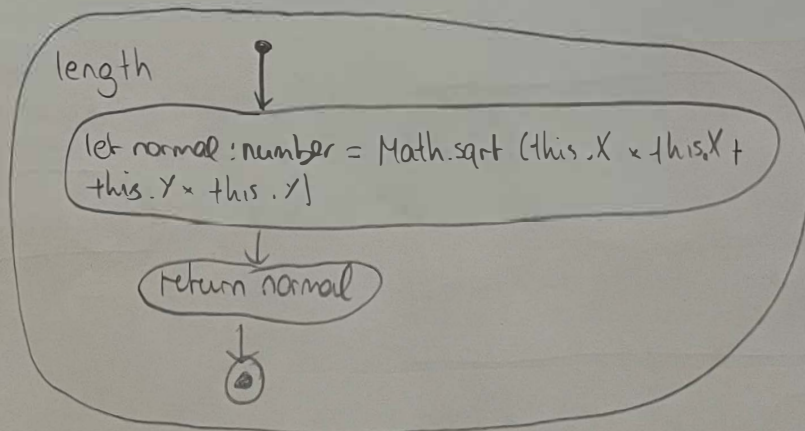 length
let normal : number = Math.sqrt (this.X * this.X +
this.Y * this.Y)
return normal